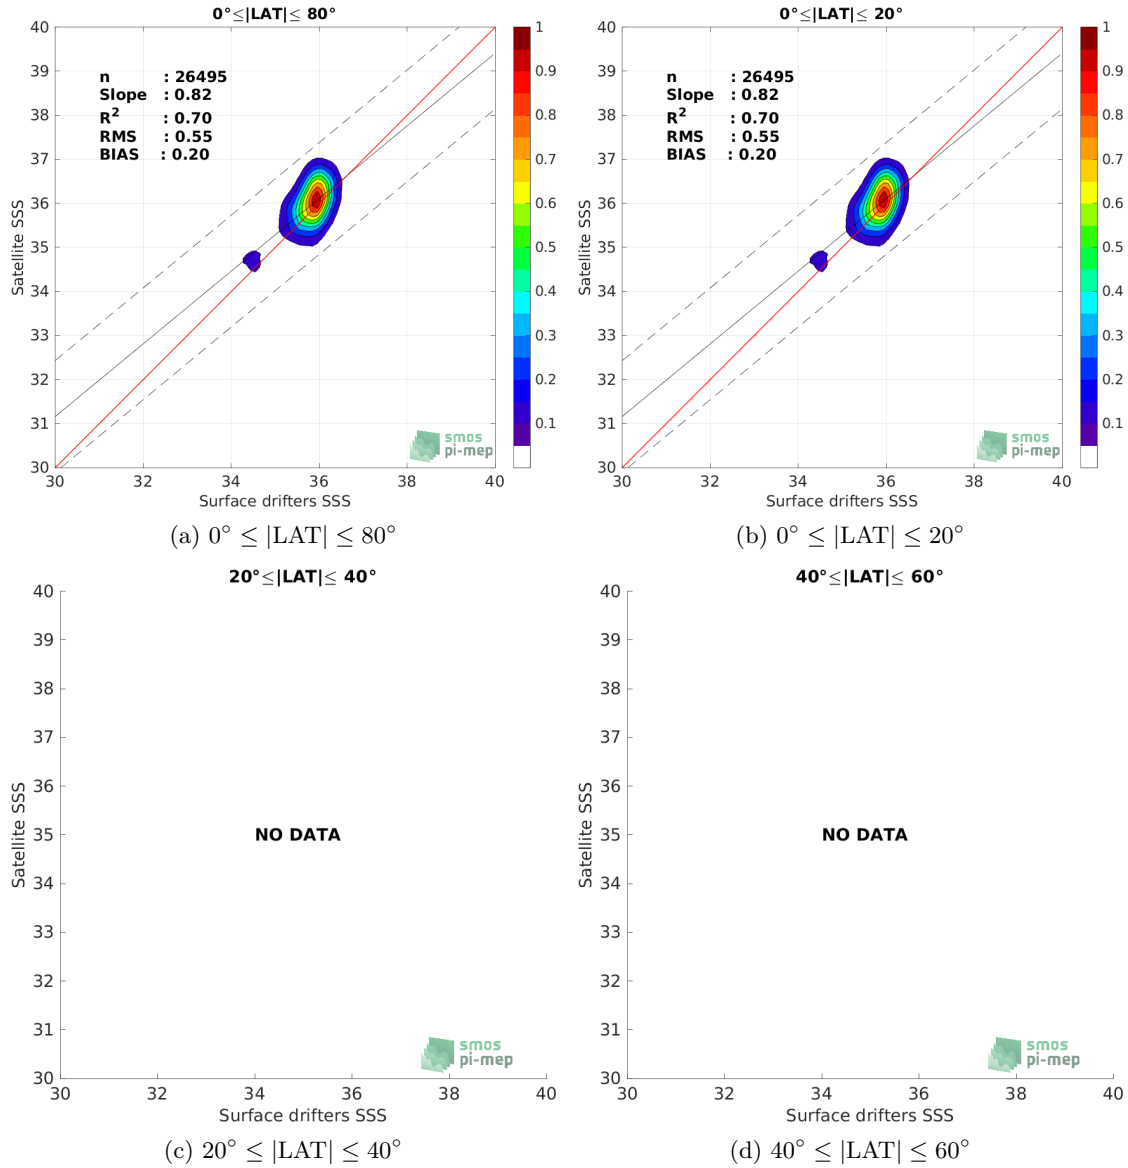 0°≤|LAT|≤ 80°
n : 26495
Slope : 0.82
R² : 0.70
RMS : 0.55
BIAS : 0.20
40
39
38
37
36
35
34
33
32
31
30
Satellite SSS
30 32 34 36 38 40
Surface drifters SSS
1
0.9
0.8
0.7
0.6
0.5
0.4
0.3
0.2
0.1
smos
pi-mep
(a) 0° ≤ |LAT| ≤ 80°
0°≤|LAT|≤ 20°
n : 26495
Slope : 0.82
R² : 0.70
RMS : 0.55
BIAS : 0.20
40
39
38
37
36
35
34
33
32
31
30
Satellite SSS
30 32 34 36 38 40
Surface drifters SSS
1
0.9
0.8
0.7
0.6
0.5
0.4
0.3
0.2
0.1
smos
pi-mep
(b) 0° ≤ |LAT| ≤ 20°
20°≤|LAT|≤ 40°
40
39
38
37
36
35
34
33
32
31
30
Satellite SSS
NO DATA
smos
pi-mep
30 32 34 36 38 40
Surface drifters SSS
(c) 20° ≤ |LAT| ≤ 40°
40°≤|LAT|≤ 60°
40
39
38
37
36
35
34
33
32
31
30
Satellite SSS
NO DATA
smos
pi-mep
30 32 34 36 38 40
Surface drifters SSS
(d) 40° ≤ |LAT| ≤ 60°